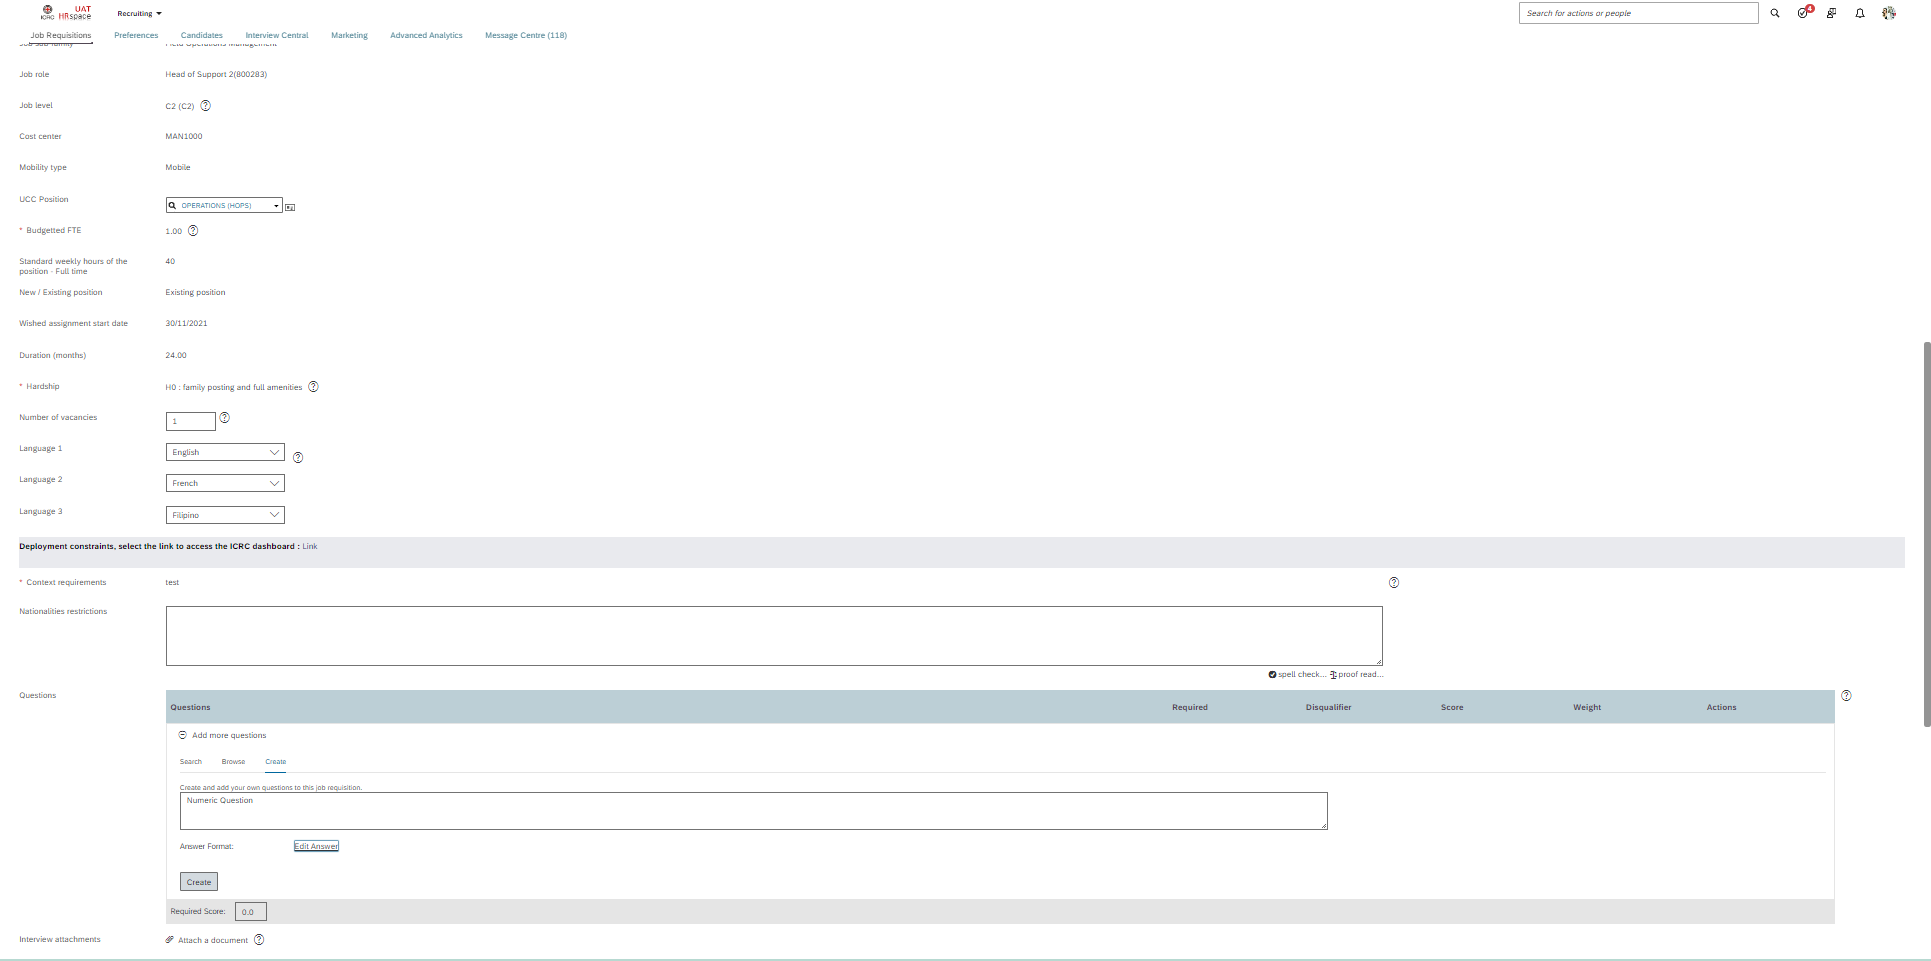 ICRC
UAT
HRspace
Recruiting
Search for actions or people
4
Job Requisitions
Preferences
Candidates
Interview Central
Marketing
Advanced Analytics
Message Centre (118)
Job sub family
Field Operations Management
Job role
Head of Support 2(800283)
Job level
C2 (C2)
Cost center
MAN1000
Mobility type
Mobile
UCC Position
OPERATIONS (HOPS)
* Budgetted FTE
1.00
Standard weekly hours of the
position - Full time
40
New / Existing position
Existing position
Wished assignment start date
30/11/2021
Duration (months)
24.00
* Hardship
H0 : family posting and full amenities
Number of vacancies
1
Language 1
English
Language 2
French
Language 3
Filipino
Deployment constraints, select the link to access the ICRC dashboard : Link
* Context requirements
test
Nationalities restrictions
spell check... proof read...
Questions
Questions
Required
Disqualifier
Score
Weight
Actions
Add more questions
Search
Browse
Create
Create and add your own questions to this job requisition.
Numeric Question
Answer Format:
Edit Answer
Create
Required Score:
0.0
Interview attachments
Attach a document